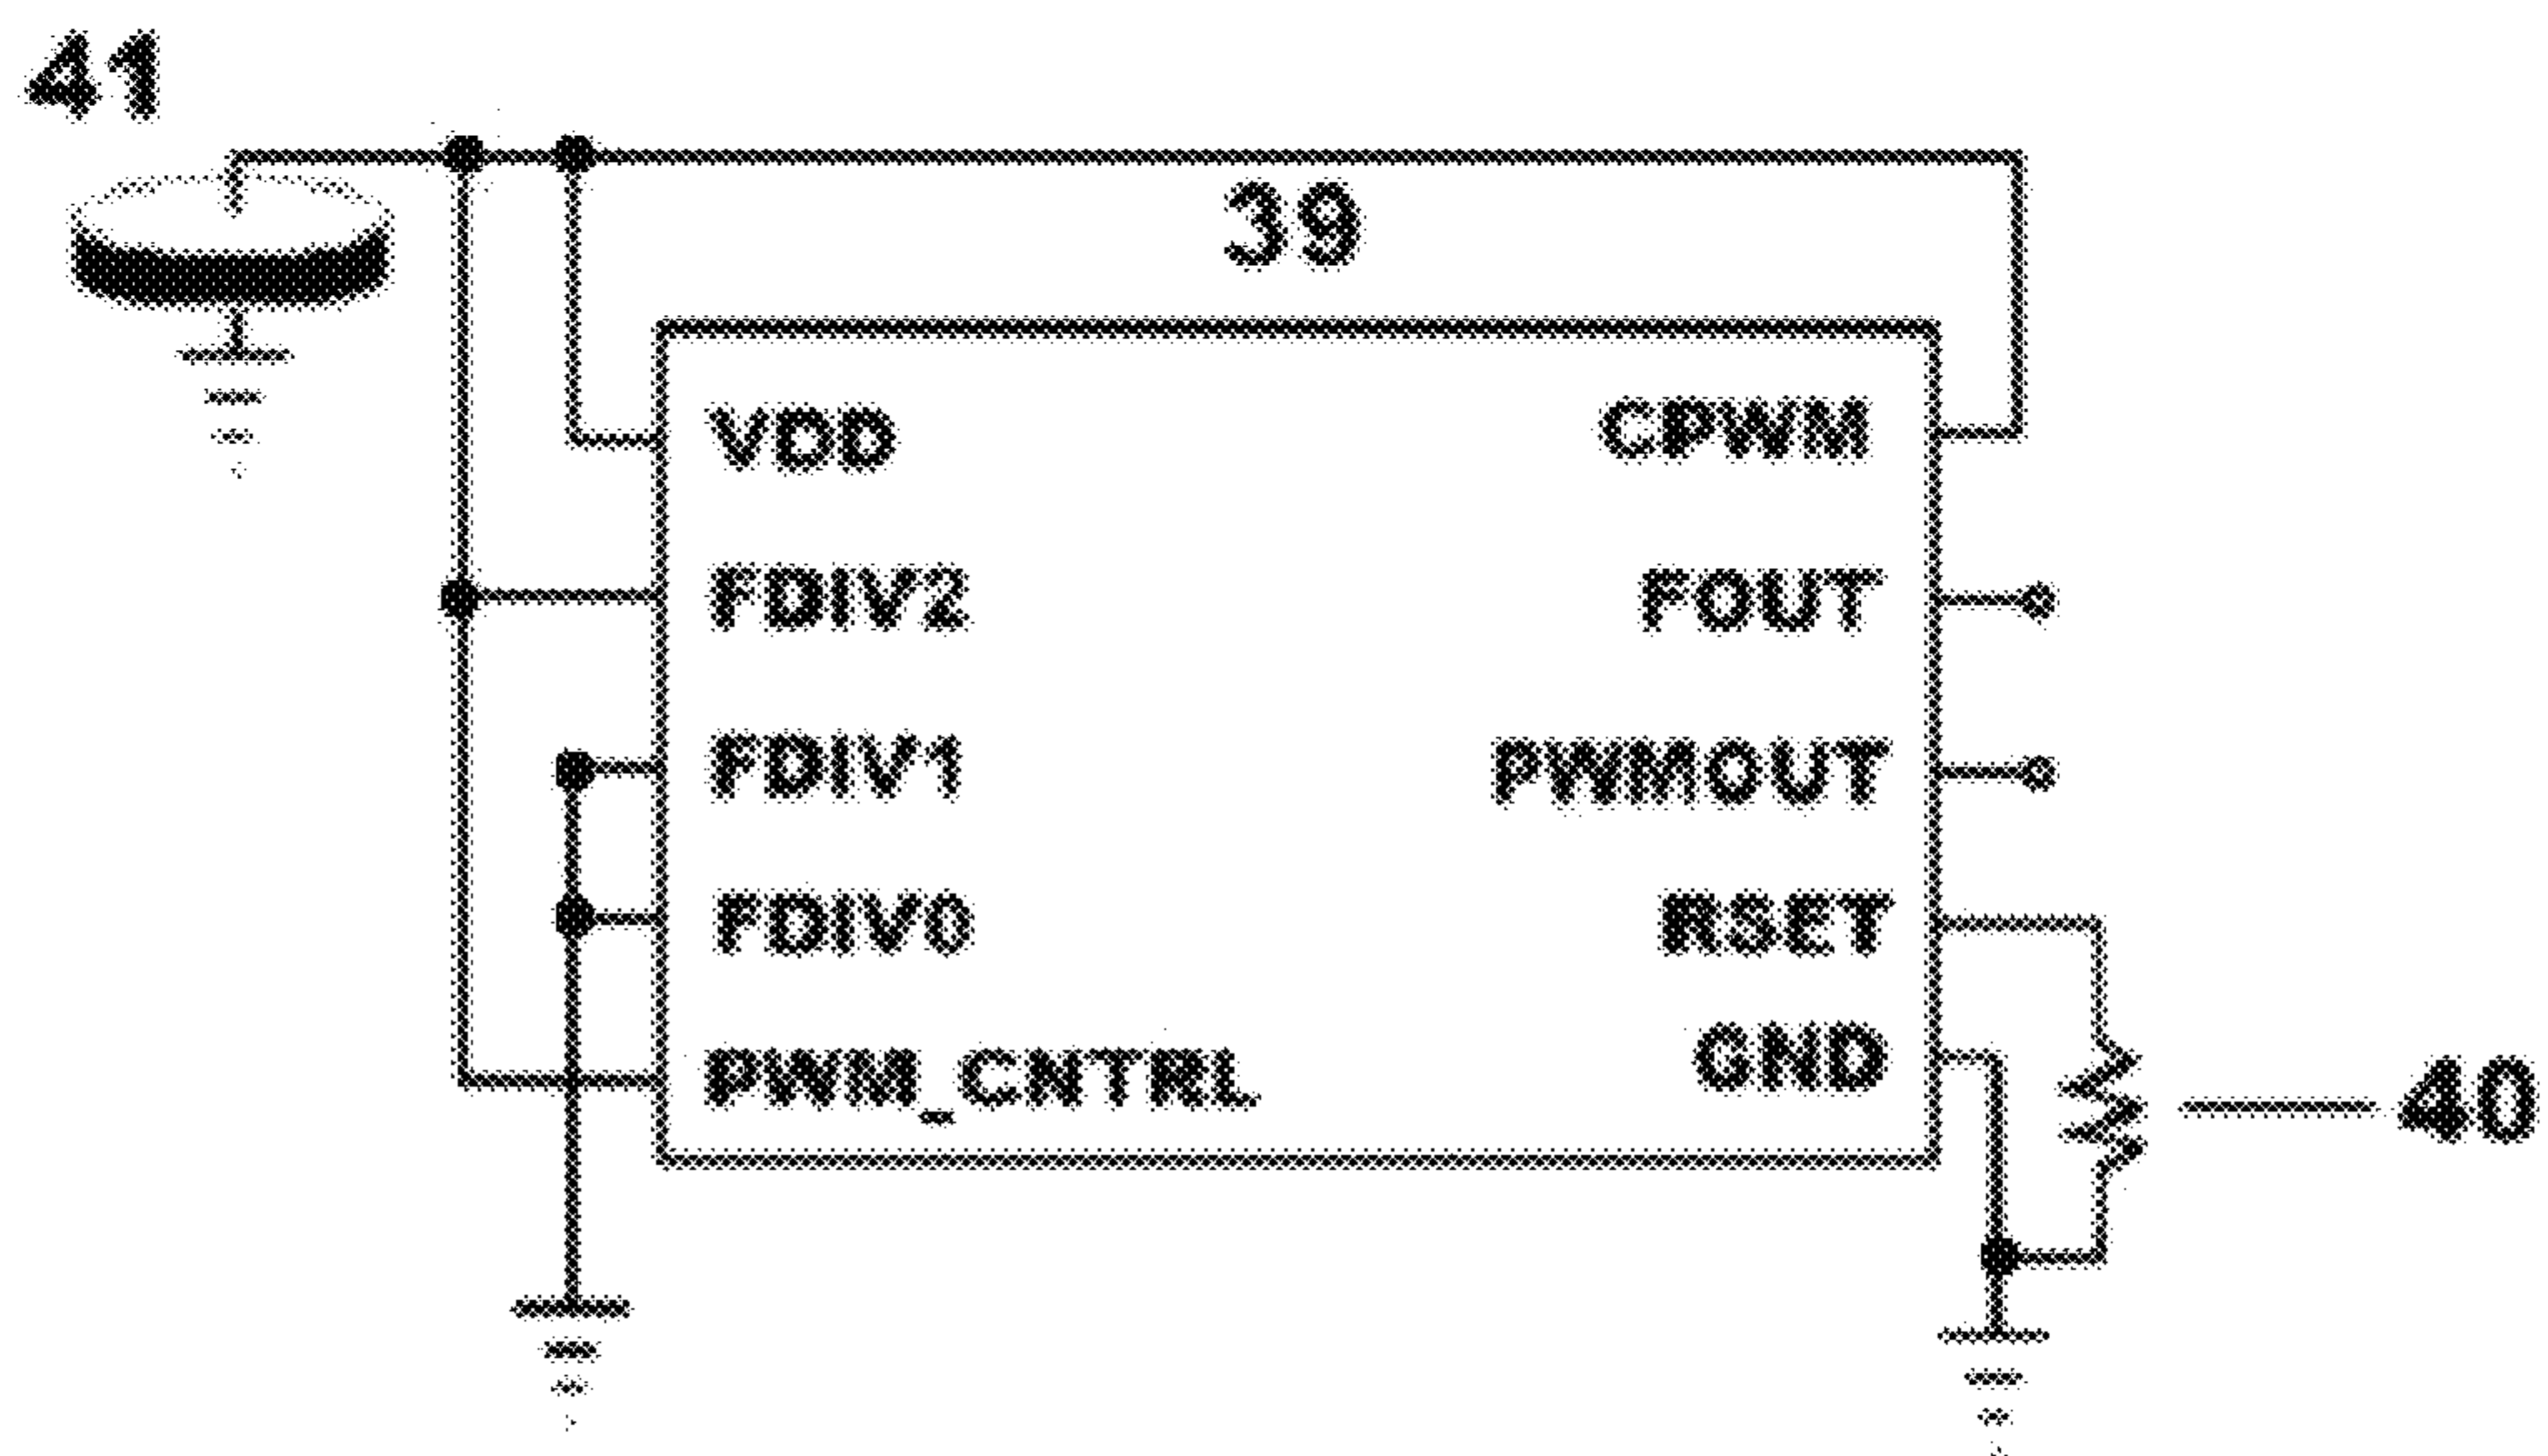 41
39
VDD
CPWM
FDIV2
FOUT
FDIV1
PWMOUT
FDIV0
RSET
PWM_CNTRL
GND
40